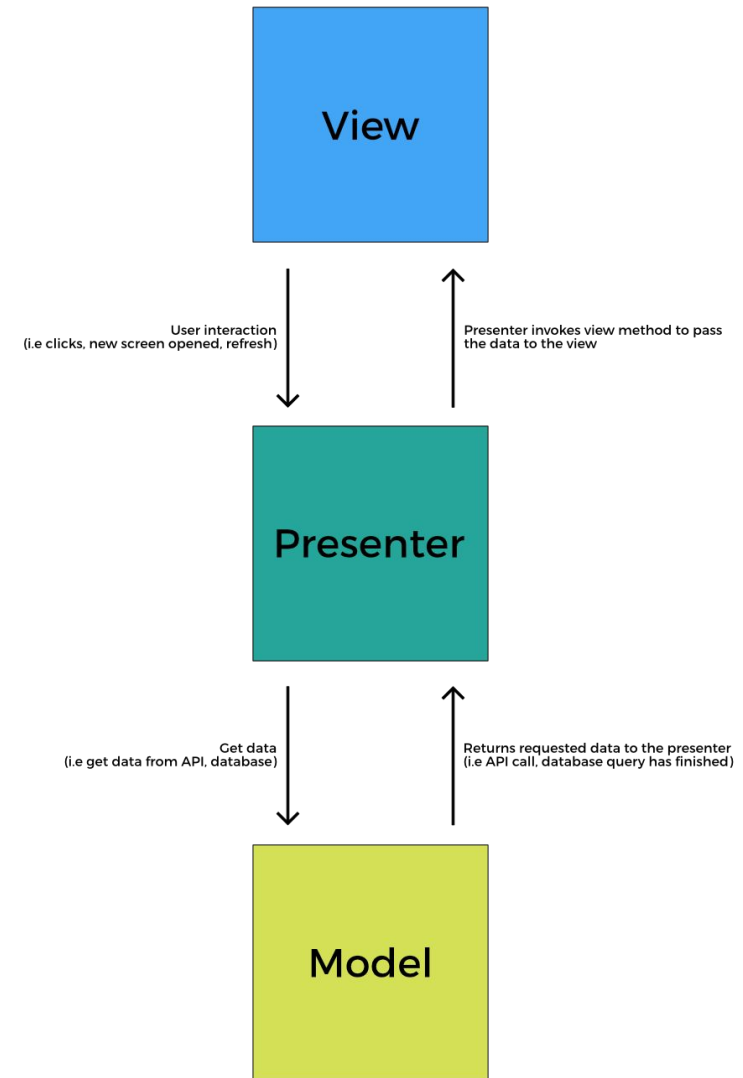 View
User interaction
(i.e clicks, new screen opened, refresh)
Presenter invokes view method to pass
the data to the view
Presenter
Get data
(i.e get data from API, database)
Returns requested data to the presenter
(i.e API call, database query has finished)
Model